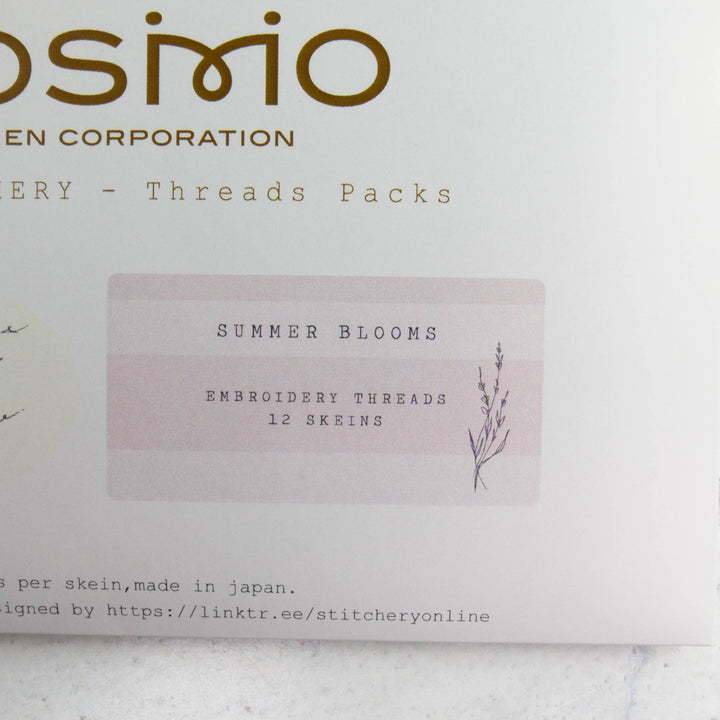 OSMO
EN CORPORATION
ERY - Threads Packs
SUMMER BLOOMS
EMBROIDERY THREADS
12 SKEINS
s per skein,made in japan.
signed by https://linktr.ee/stitcheryonline